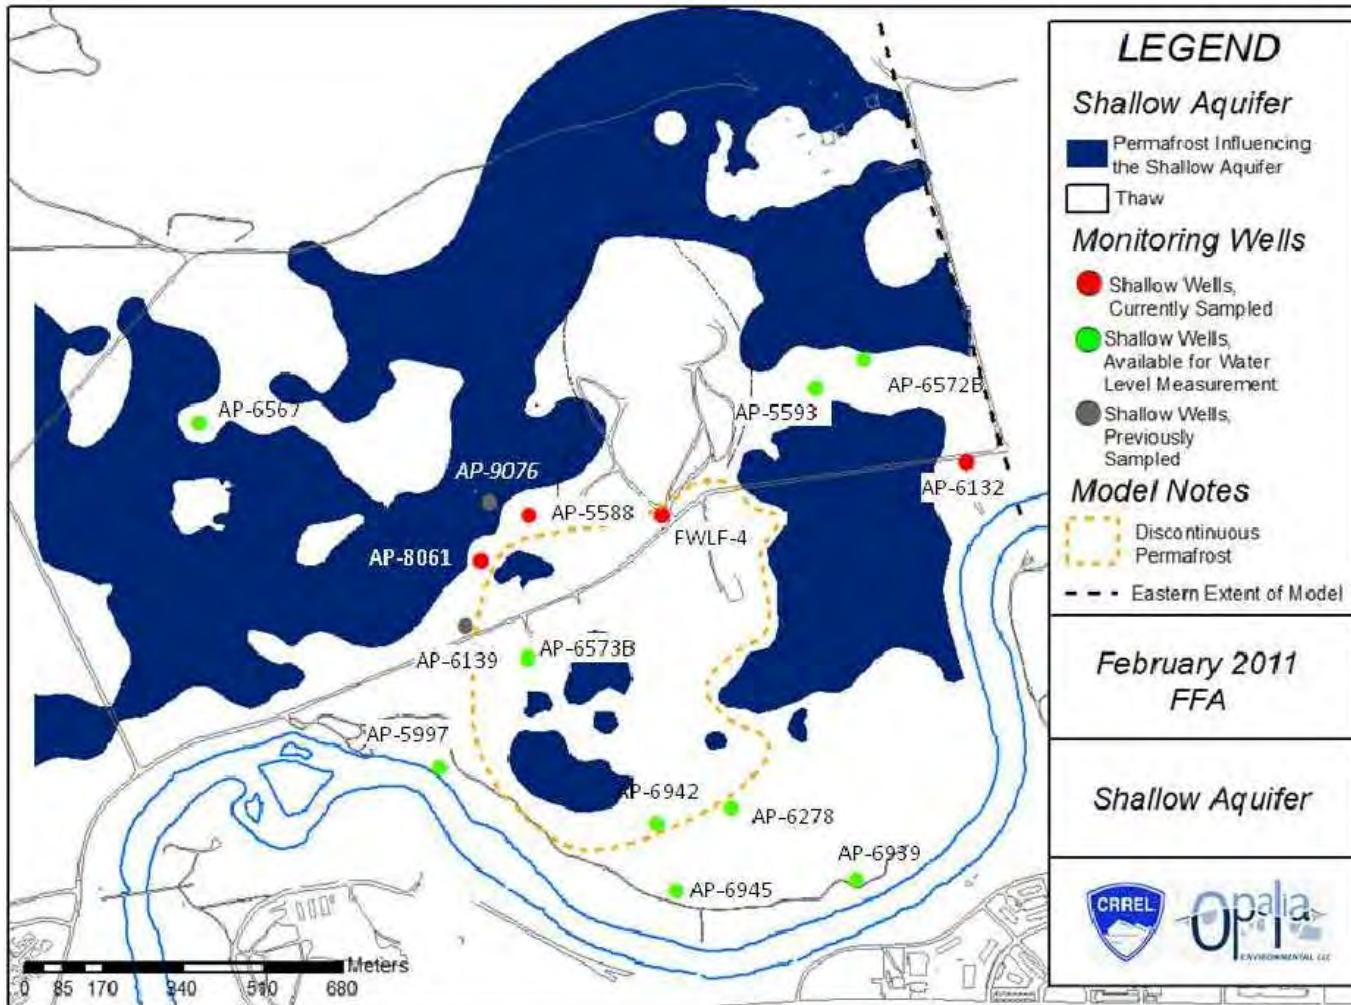 LEGEND
Shallow Aquifer
Permafrost Influencing
the Shallow Aquifer
Thaw
Monitoring Wells
Shallow Wells,
Currently Sampled
Shallow Wells,
Available for Water
Level Measurement
Shallow Wells,
Previously
Sampled
Model Notes
Discontinuous
Permafrost
Eastern Extent of Model
February 2011
FFA
Shallow Aquifer
CRREL
Opalia
ENVIRONMENTAL LLC
AP-6572B
AP-5593
AP-6567
AP-9076
AP-6132
AP-5588
FWLF-4
AP-8061
AP-6573B
AP-6139
AP-5997
AP-6942
AP-6278
AP-6939
AP-6945
Meters
0 85 170 340 510 680